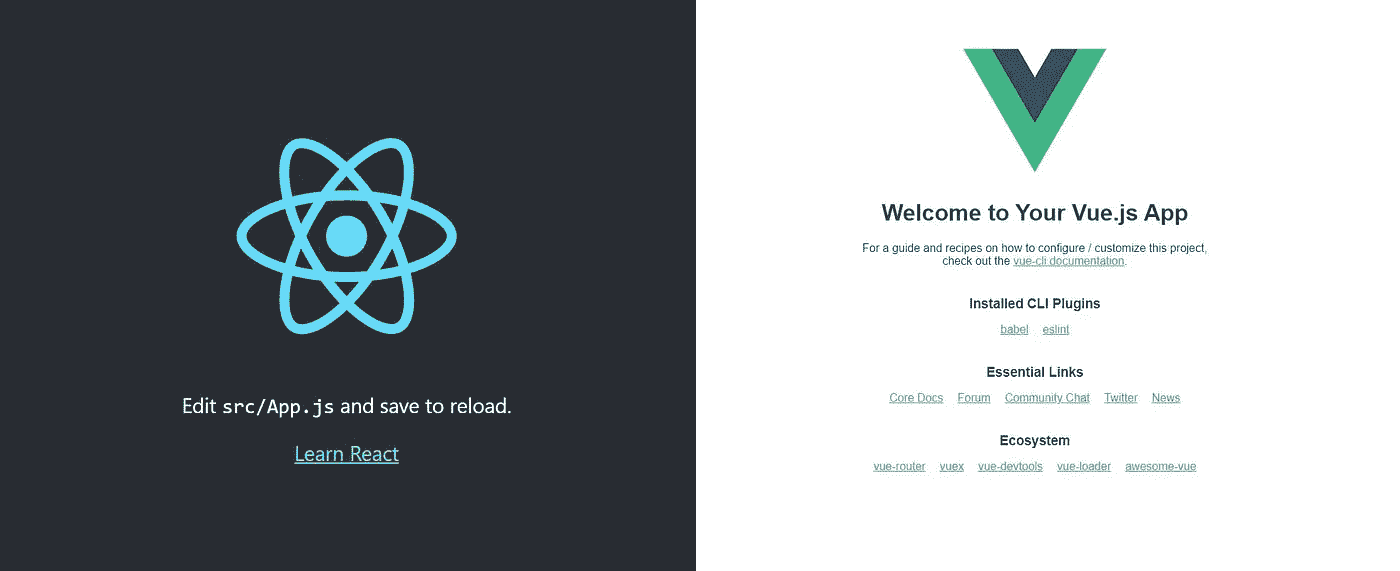 Edit src/App.js and save to reload.
Learn React
Welcome to Your Vue.js App
For a guide and recipes on how to configure / customize this project,
check out the vue-cli documentation.
Installed CLI Plugins
babel eslint
Essential Links
Core Docs Forum Community Chat Twitter News
Ecosystem
vue-router vuex vue-devtools vue-loader awesome-vue